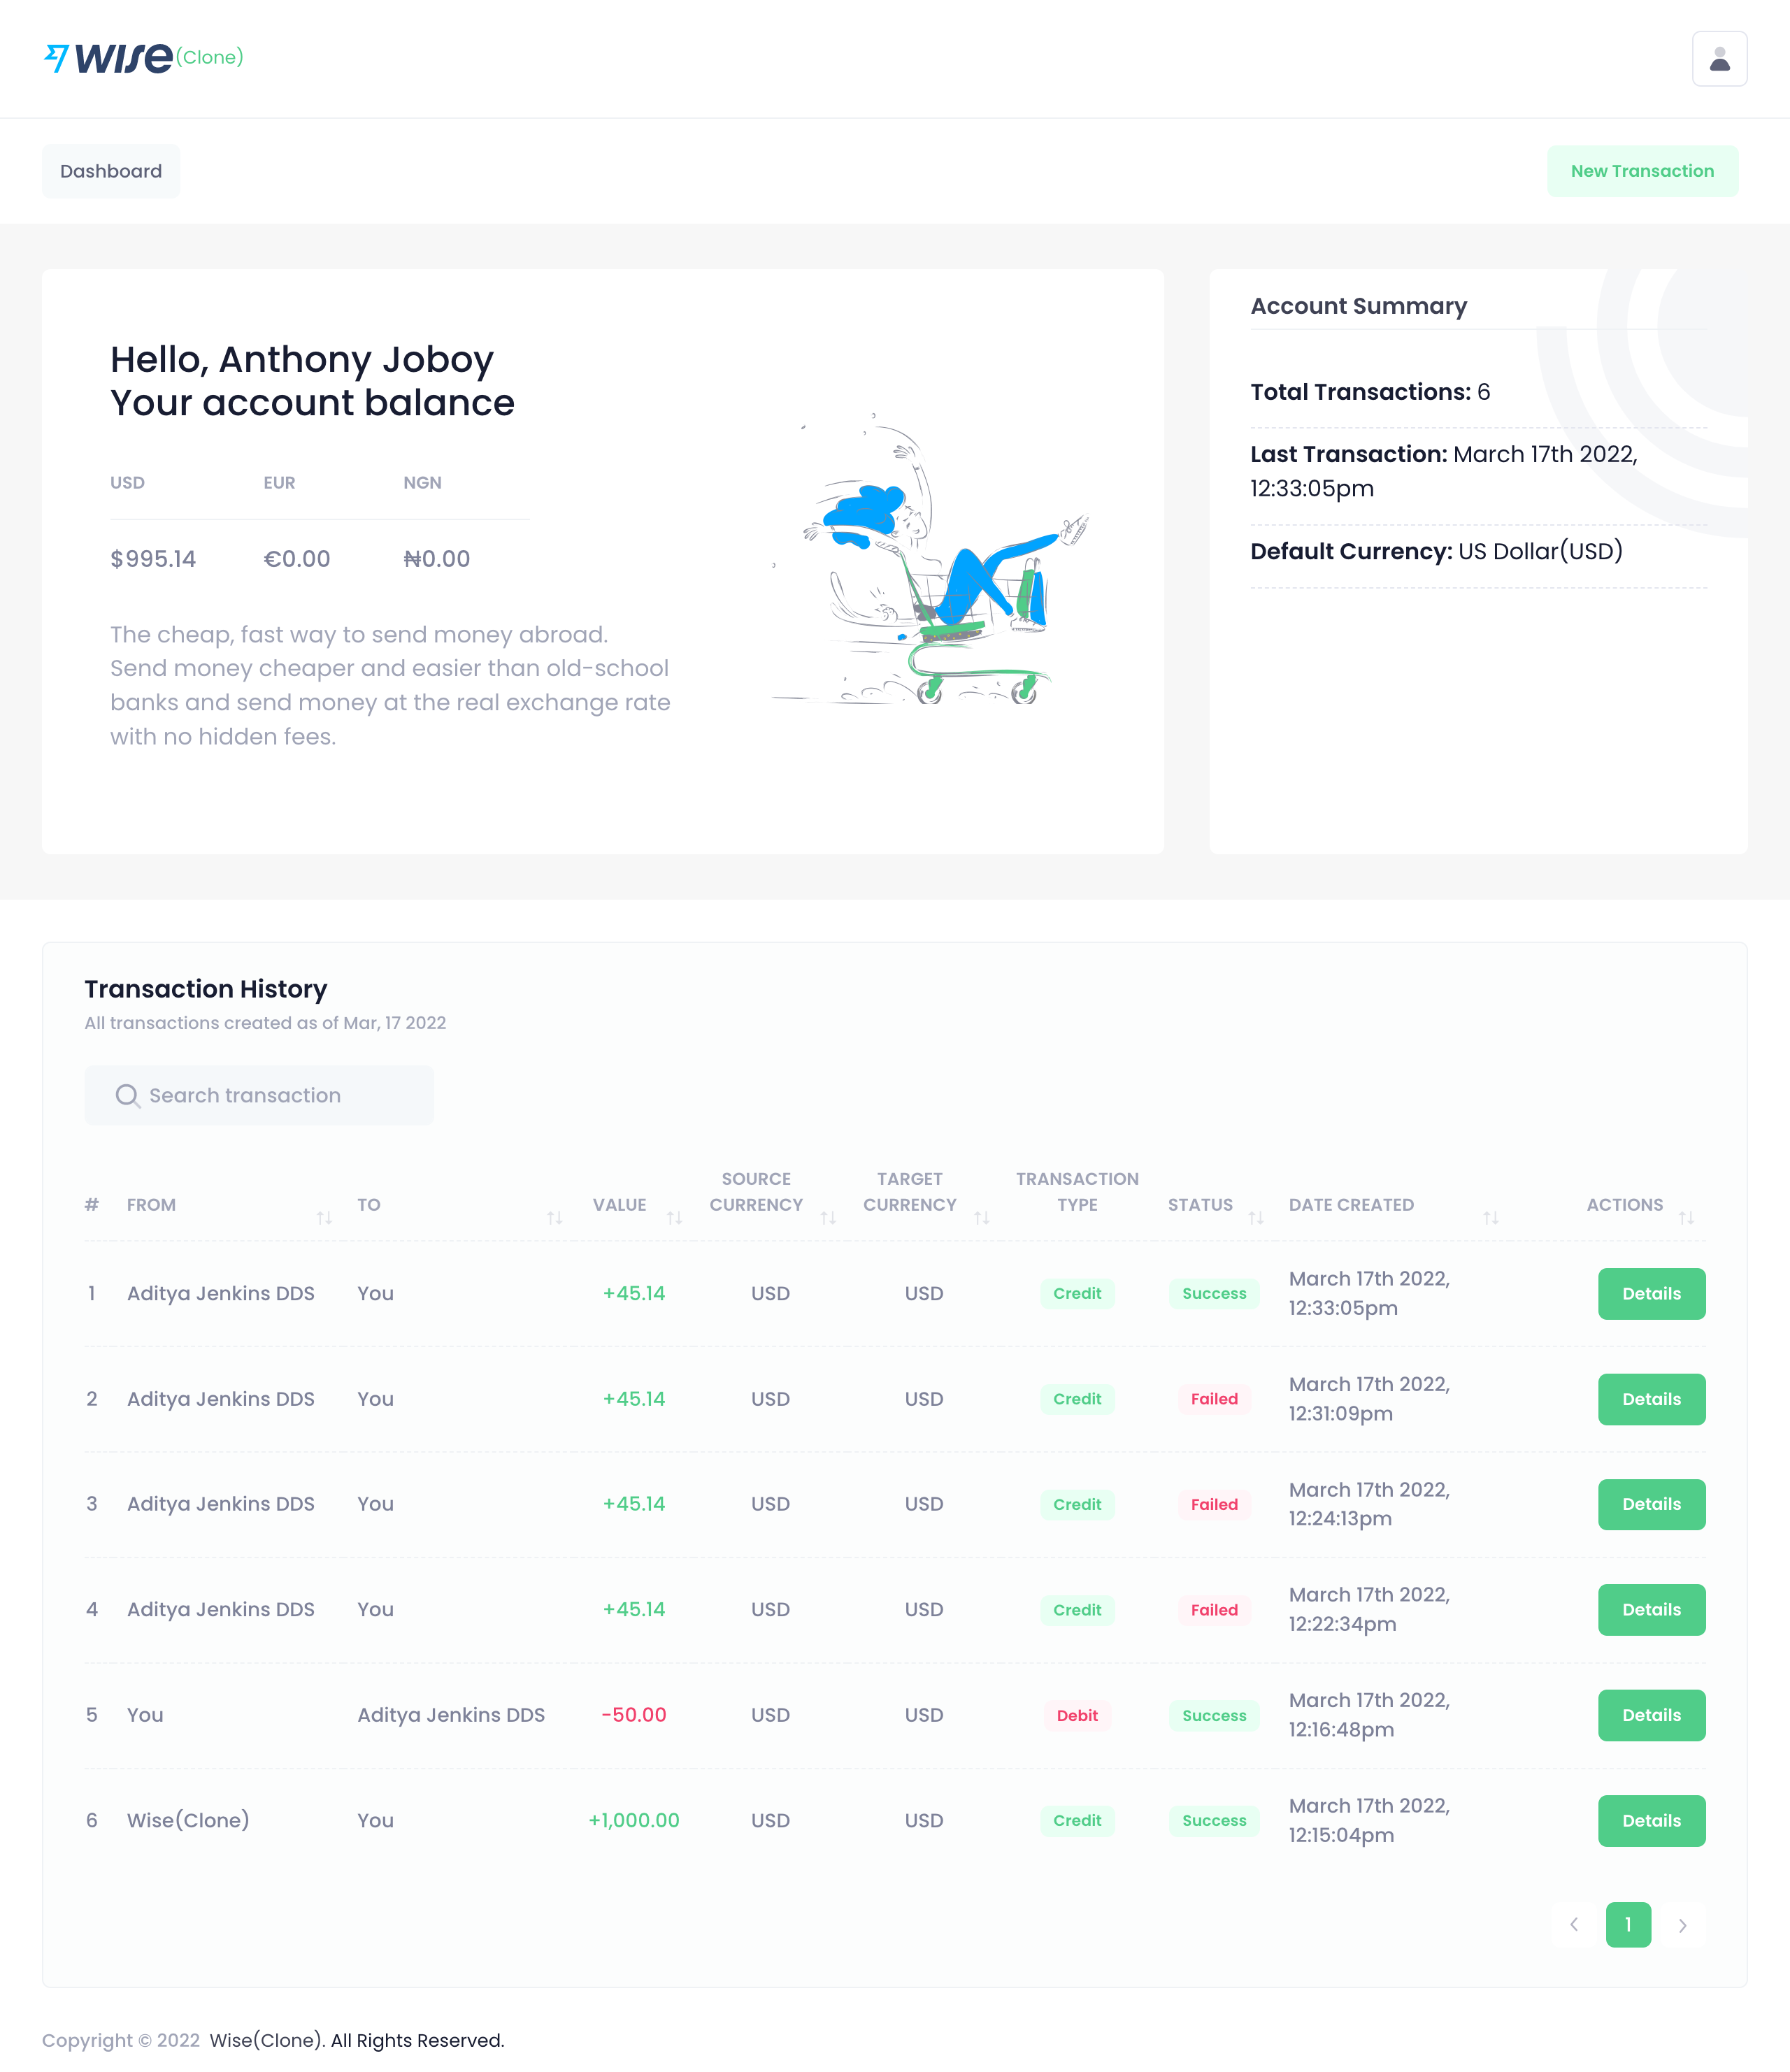 wise (Clone)
Dashboard
New Transaction
Hello, Anthony Joboy
Your account balance
USD EUR NGN
$995.14 €0.00 ₦0.00
The cheap, fast way to send money abroad.
Send money cheaper and easier than old-school
banks and send money at the real exchange rate
with no hidden fees.
Account Summary
Total Transactions: 6
Last Transaction: March 17th 2022,
12:33:05pm
Default Currency: US Dollar(USD)
Transaction History
All transactions created as of Mar, 17 2022
Search transaction
# FROM TO VALUE SOURCE CURRENCY TARGET CURRENCY TRANSACTION TYPE STATUS DATE CREATED ACTIONS
1 Aditya Jenkins DDS You +45.14 USD USD Credit Success March 17th 2022, 12:33:05pm Details
2 Aditya Jenkins DDS You +45.14 USD USD Credit Failed March 17th 2022, 12:31:09pm Details
3 Aditya Jenkins DDS You +45.14 USD USD Credit Failed March 17th 2022, 12:24:13pm Details
4 Aditya Jenkins DDS You +45.14 USD USD Credit Failed March 17th 2022, 12:22:34pm Details
5 You Aditya Jenkins DDS -50.00 USD USD Debit Success March 17th 2022, 12:16:48pm Details
6 Wise(Clone) You +1,000.00 USD USD Credit Success March 17th 2022, 12:15:04pm Details
1
Copyright © 2022 Wise(Clone). All Rights Reserved.